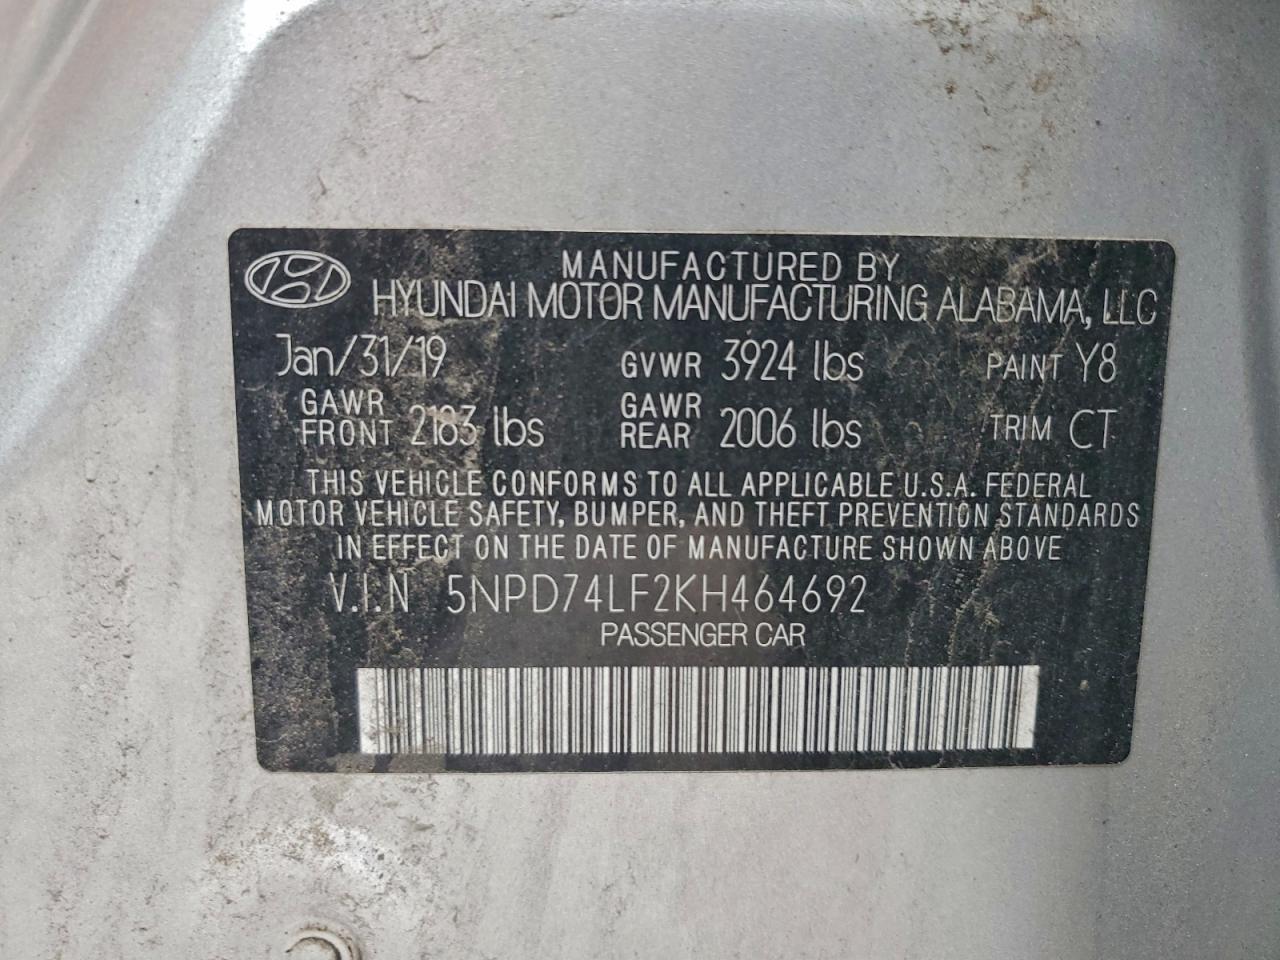 MANUFACTURED BY
HYUNDAI MOTOR MANUFACTURING ALABAMA, LLC
Jan/31/19 GVWR 3924 lbs PAINT Y8
GAWR FRONT 2183 lbs GAWR REAR 2006 lbs TRIM CT
THIS VEHICLE CONFORMS TO ALL APPLICABLE U.S.A. FEDERAL
MOTOR VEHICLE SAFETY, BUMPER, AND THEFT PREVENTION STANDARDS
IN EFFECT ON THE DATE OF MANUFACTURE SHOWN ABOVE
V.I.N 5NPD74LF2KH464692
PASSENGER CAR